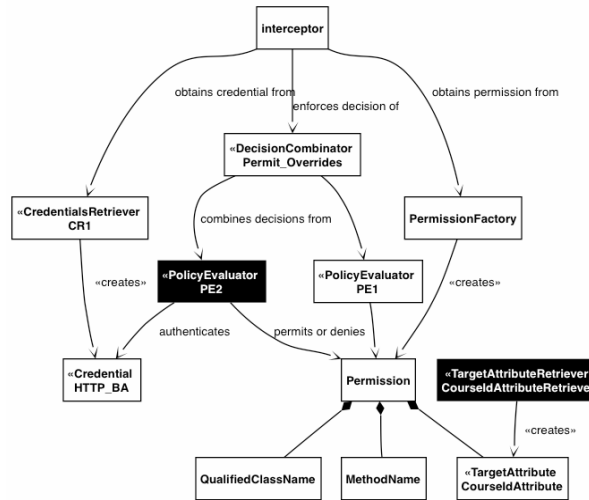 interceptor
obtains credential from
enforces decision of
obtains permission from
«DecisionCombinator
Permit_Overrides
«CredentialsRetriever
CR1
combines decisions from
PermissionFactory
«PolicyEvaluator
PE2
«PolicyEvaluator
PE1
«creates»
«creates»
authenticates
permits or denies
«Credential
HTTP_BA
Permission
«TargetAttributeRetriever
CourseIdAttributeRetrieve
«creates»
QualifiedClassName
MethodName
«TargetAttribute
CourseIdAttribute